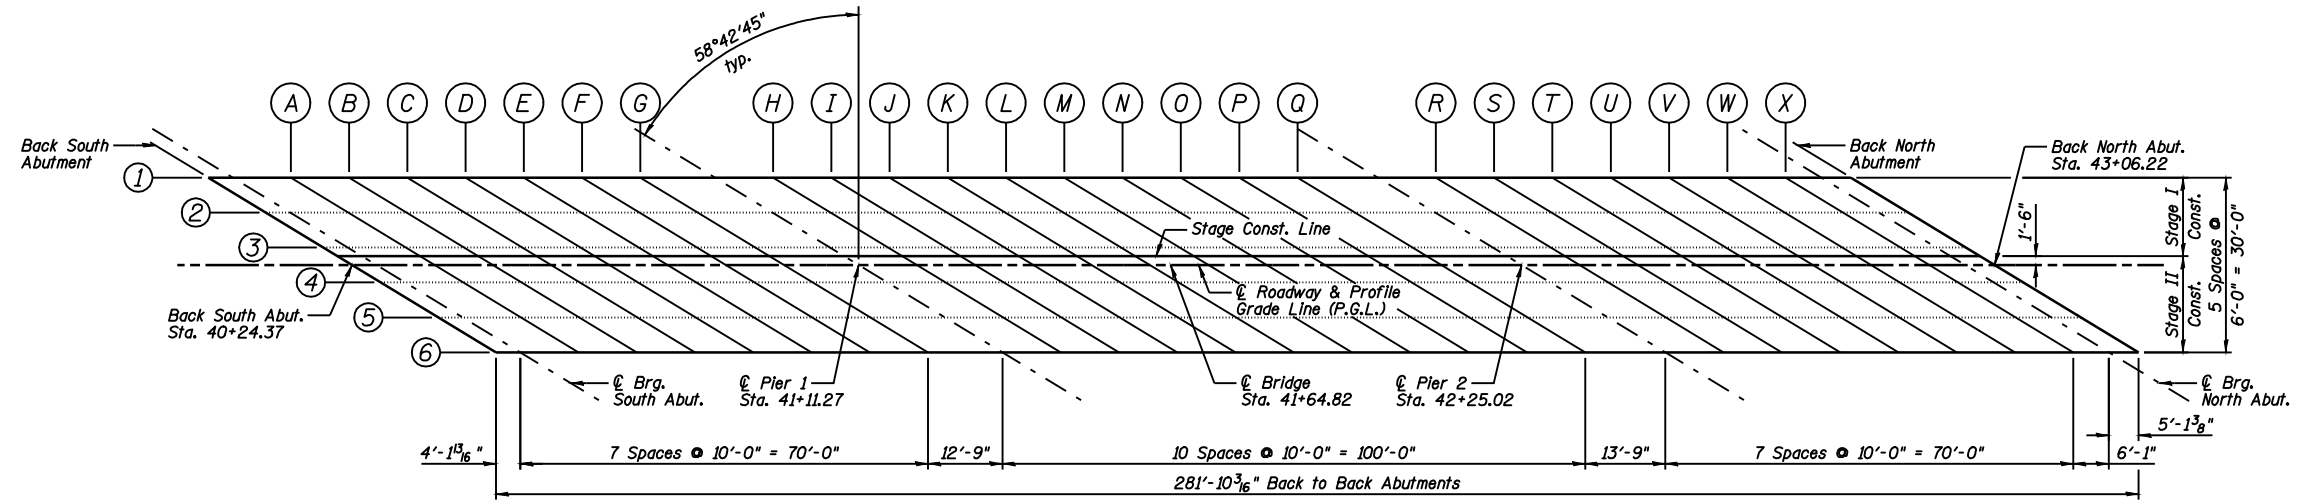 58°42'45"
typ.
A B C D E F G H I J K L M N O P Q R S T U V W X
Back South
Abutment
Back North
Abutment
Back North Abut.
Sta. 43+06.22
1
2
3
4
5
6
Stage Const. Line
1'-6"
Stage I
Const.
Stage II
Const.
5 Spaces @
6'-0" = 30'-0"
℄ Roadway & Profile
Grade Line (P.G.L.)
Back South Abut.
Sta. 40+24.37
℄ Brg.
South Abut.
℄ Pier 1
Sta. 41+11.27
℄ Bridge
Sta. 41+64.82
℄ Pier 2
Sta. 42+25.02
℄ Brg.
North Abut.
5'-1 3/8"
4'-1 13/16"
7 Spaces @ 10'-0" = 70'-0"
12'-9"
10 Spaces @ 10'-0" = 100'-0"
13'-9"
7 Spaces @ 10'-0" = 70'-0"
6'-1"
281'-10 3/16" Back to Back Abutments